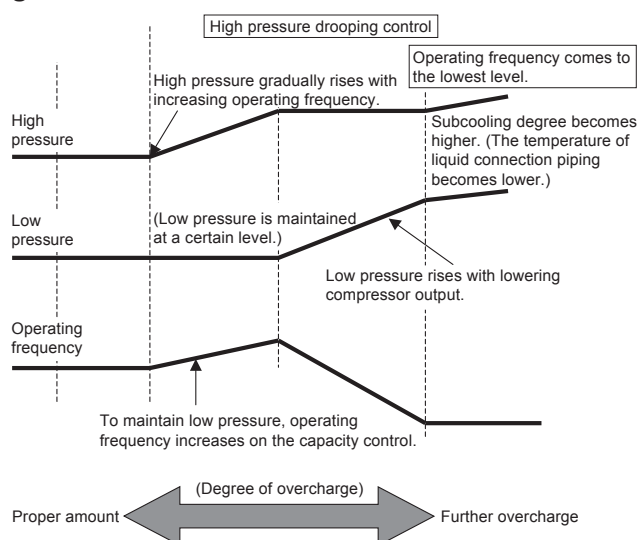 High pressure drooping control
Operating frequency comes to
the lowest level.
High pressure gradually rises with
increasing operating frequency.
High
pressure
Subcooling degree becomes
higher. (The temperature of
liquid connection piping
becomes lower.)
Low
pressure
(Low pressure is maintained
at a certain level.)
Low pressure rises with lowering
compressor output.
Operating
frequency
To maintain low pressure, operating
frequency increases on the capacity control.
(Degree of overcharge)
Proper amount
Further overcharge